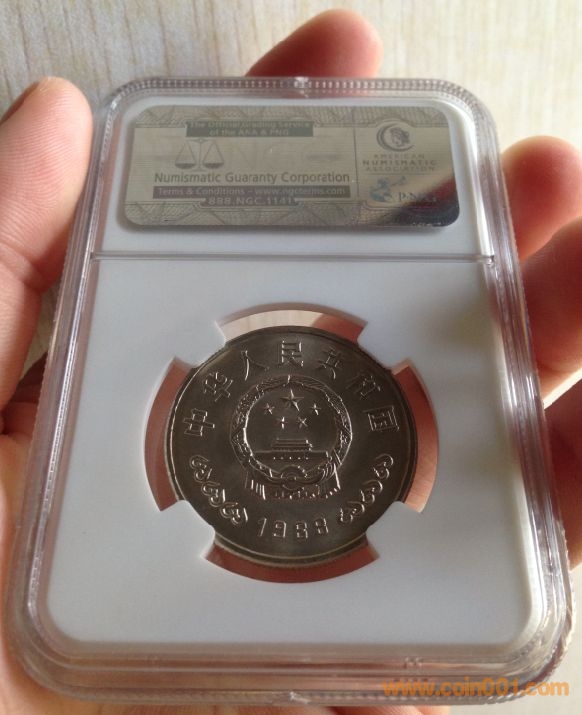 The Official Grading Service
of the ANA & PNG
Numismatic Guaranty Corporation
Terms & Conditions - www.ngcterms.com
888.NGC.1141
AMERICAN
NUMISMATIC
ASSOCIATION
PNG
中华人民共和国
1988
www.coin001.com